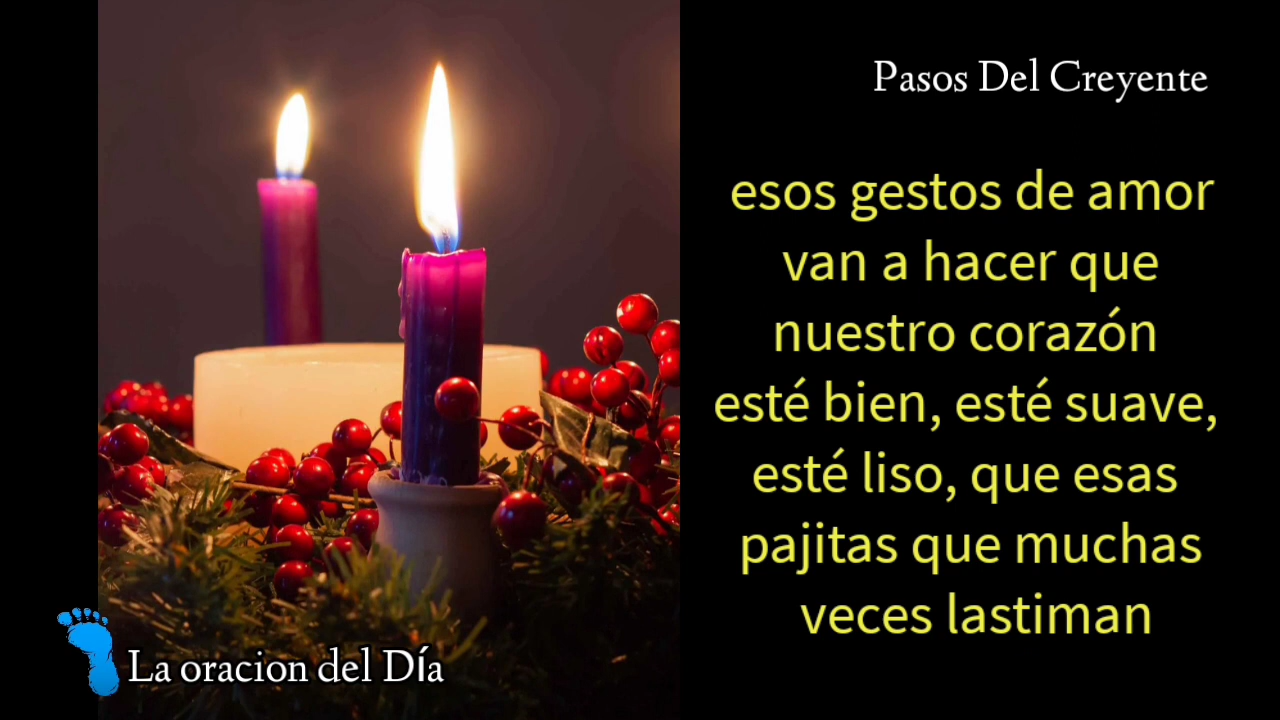 Pasos Del Creyente
esos gestos de amor
van a hacer que
nuestro corazón
esté bien, esté suave,
esté liso, que esas
pajitas que muchas
veces lastiman
La oracion del Día